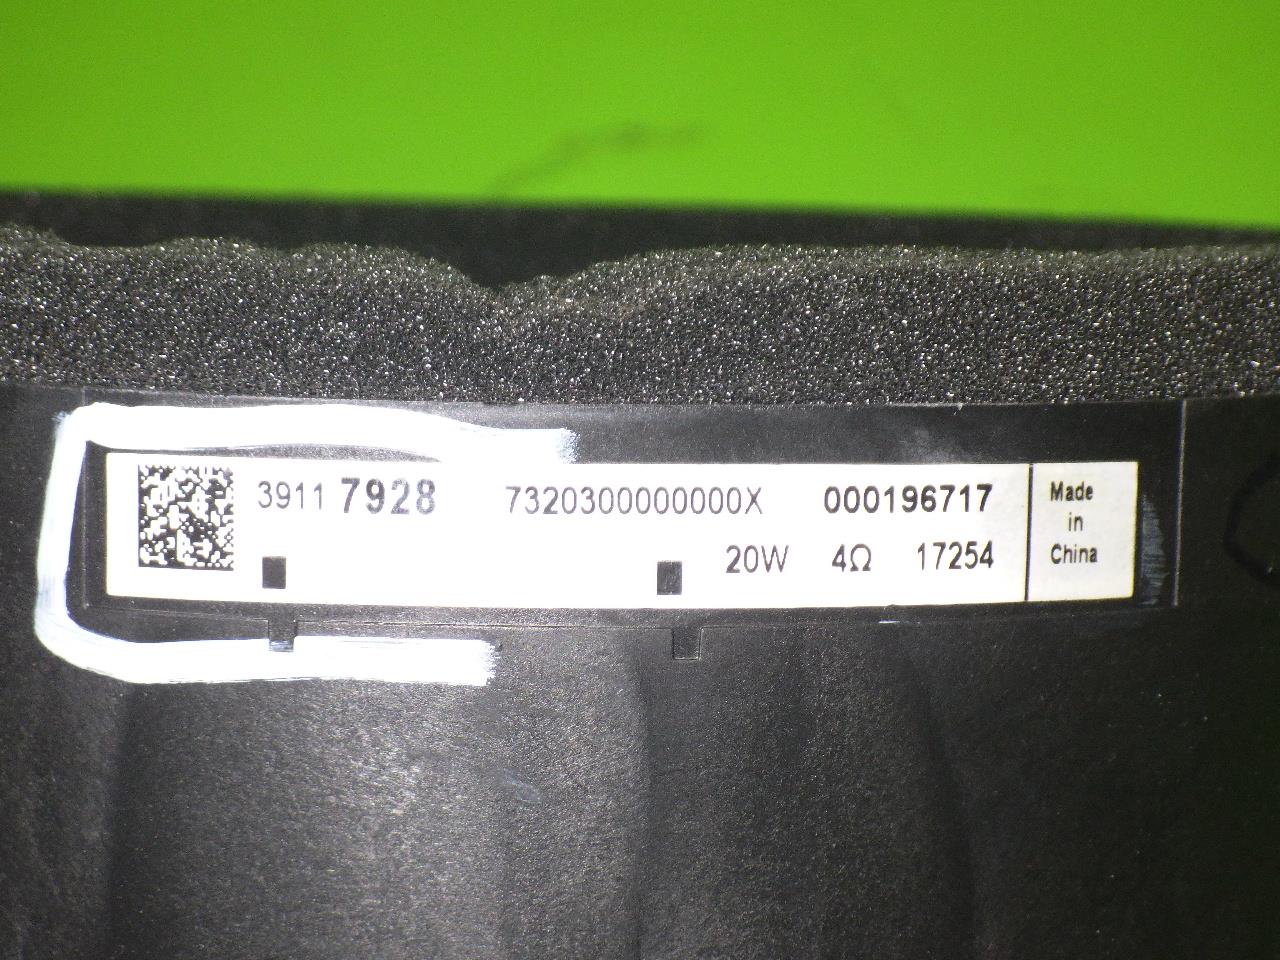 3911 7928 7320300000000X 000196717
20W 4Ω 17254
Made
in
China